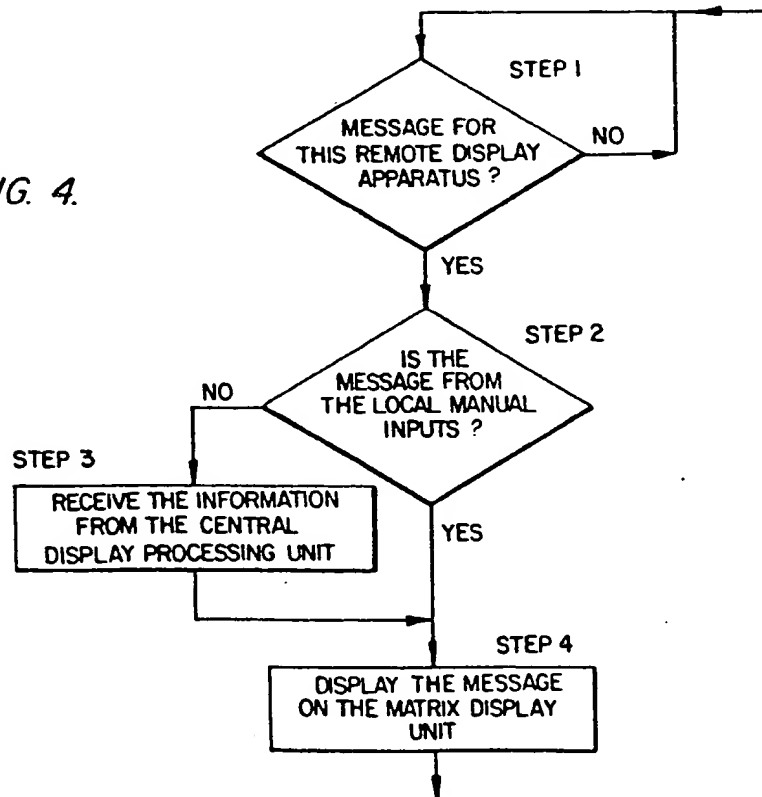 STEP 1
MESSAGE FOR
THIS REMOTE DISPLAY
APPARATUS ?
NO
IG. 4.
YES
STEP 2
IS THE
MESSAGE FROM
THE LOCAL MANUAL
INPUTS ?
NO
STEP 3
RECEIVE THE INFORMATION
FROM THE CENTRAL
DISPLAY PROCESSING UNIT
YES
STEP 4
DISPLAY THE MESSAGE
ON THE MATRIX DISPLAY
UNIT